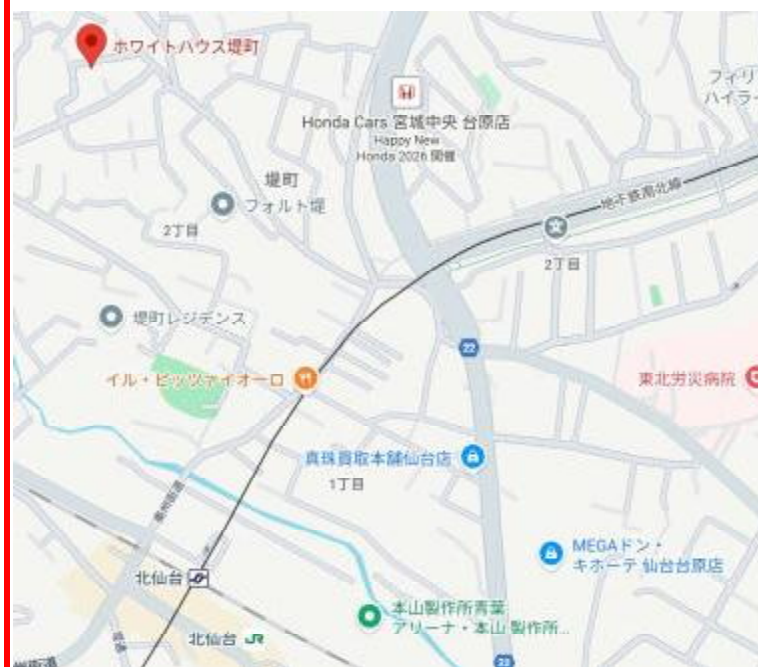 ホワイトハウス堤町
フィリ
ハイラー
Honda Cars 宮城中央 台原店
Happy New
Honda 2026 開催
堤町
地下鉄南北線
フォルト堤
2丁目
2丁目
堤町レジデンス
22
イル・ピッツァイオーロ
東北労災病院
真珠買取本舗仙台店
1丁目
MEGAドン・
キホーテ 仙台台原店
北仙台
本山製作所青葉
アリーナ・本山 製作所...
北仙台 JR
22